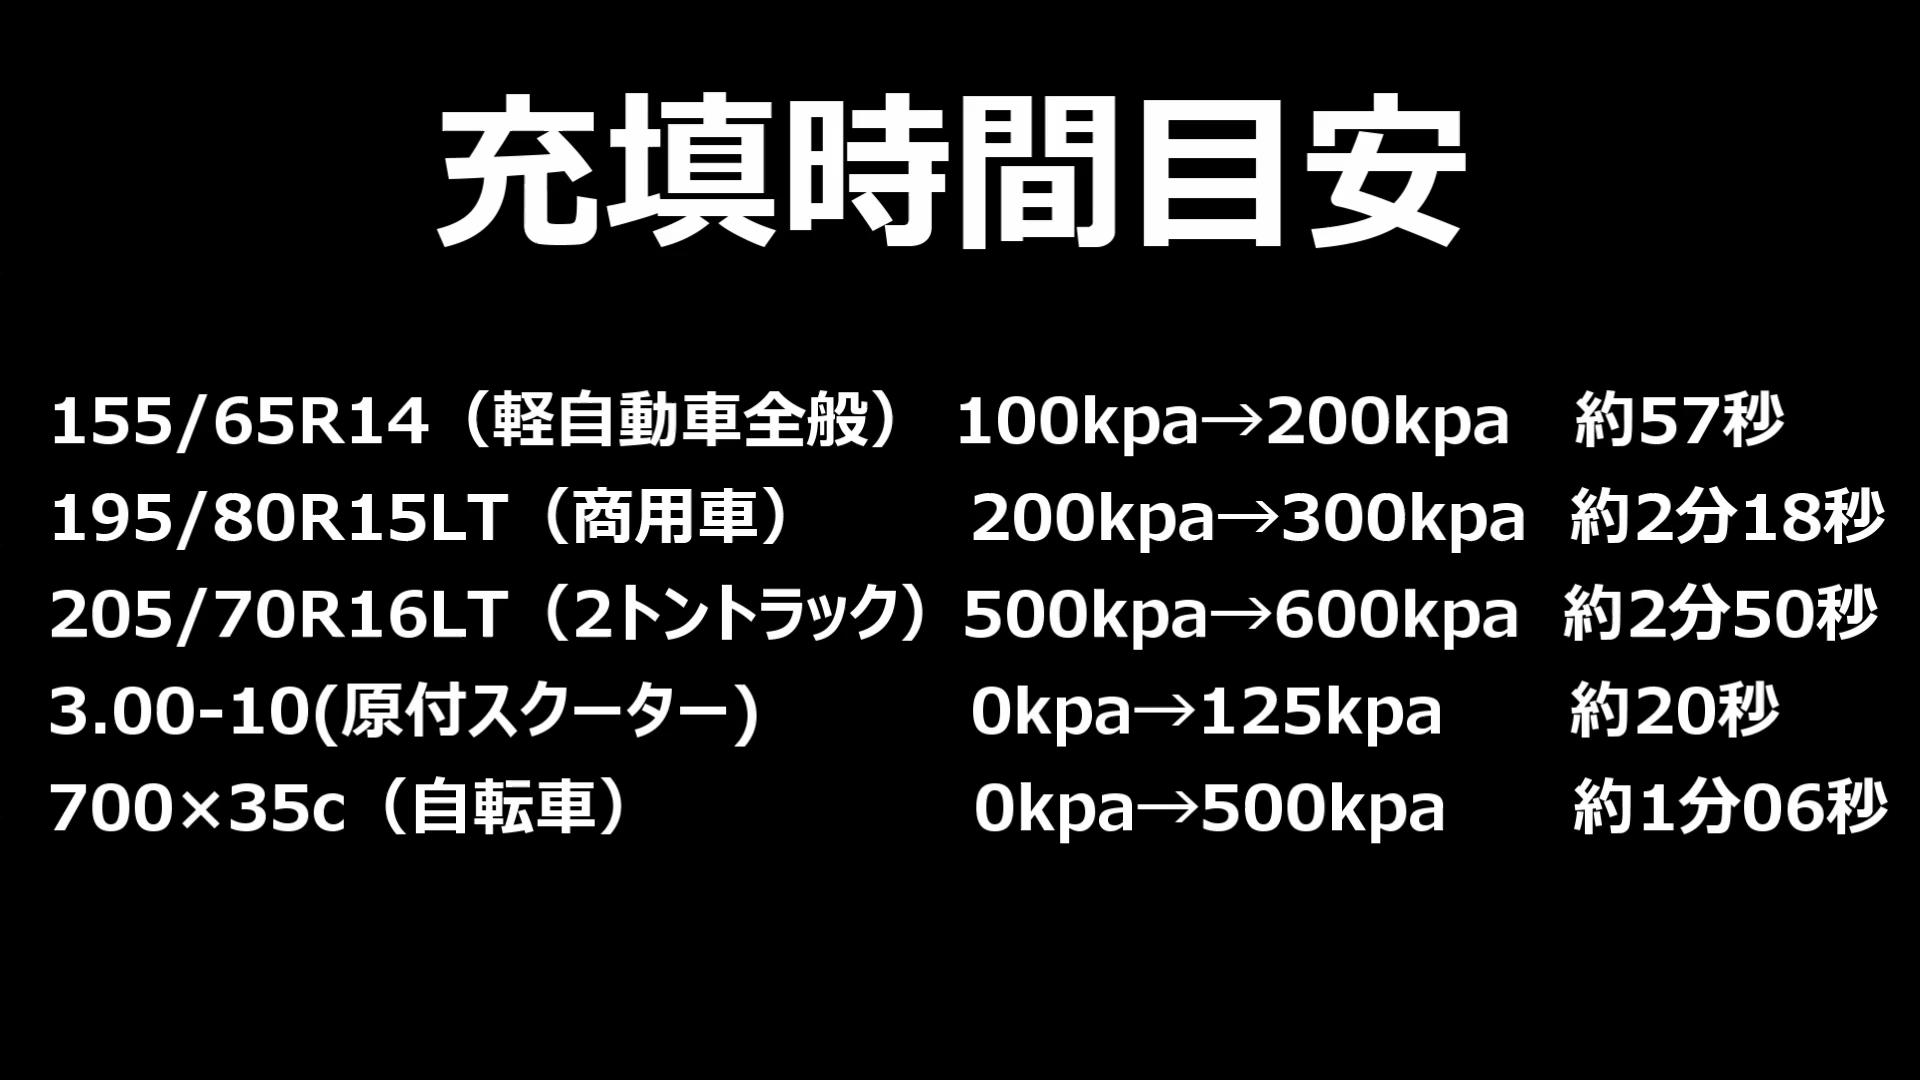 充填時間目安
155/65R14（軽自動車全般） 100kpa→200kpa 約57秒
195/80R15LT（商用車） 200kpa→300kpa 約2分18秒
205/70R16LT（2トントラック）500kpa→600kpa 約2分50秒
3.00-10(原付スクーター) 0kpa→125kpa 約20秒
700×35c（自転車） 0kpa→500kpa 約1分06秒